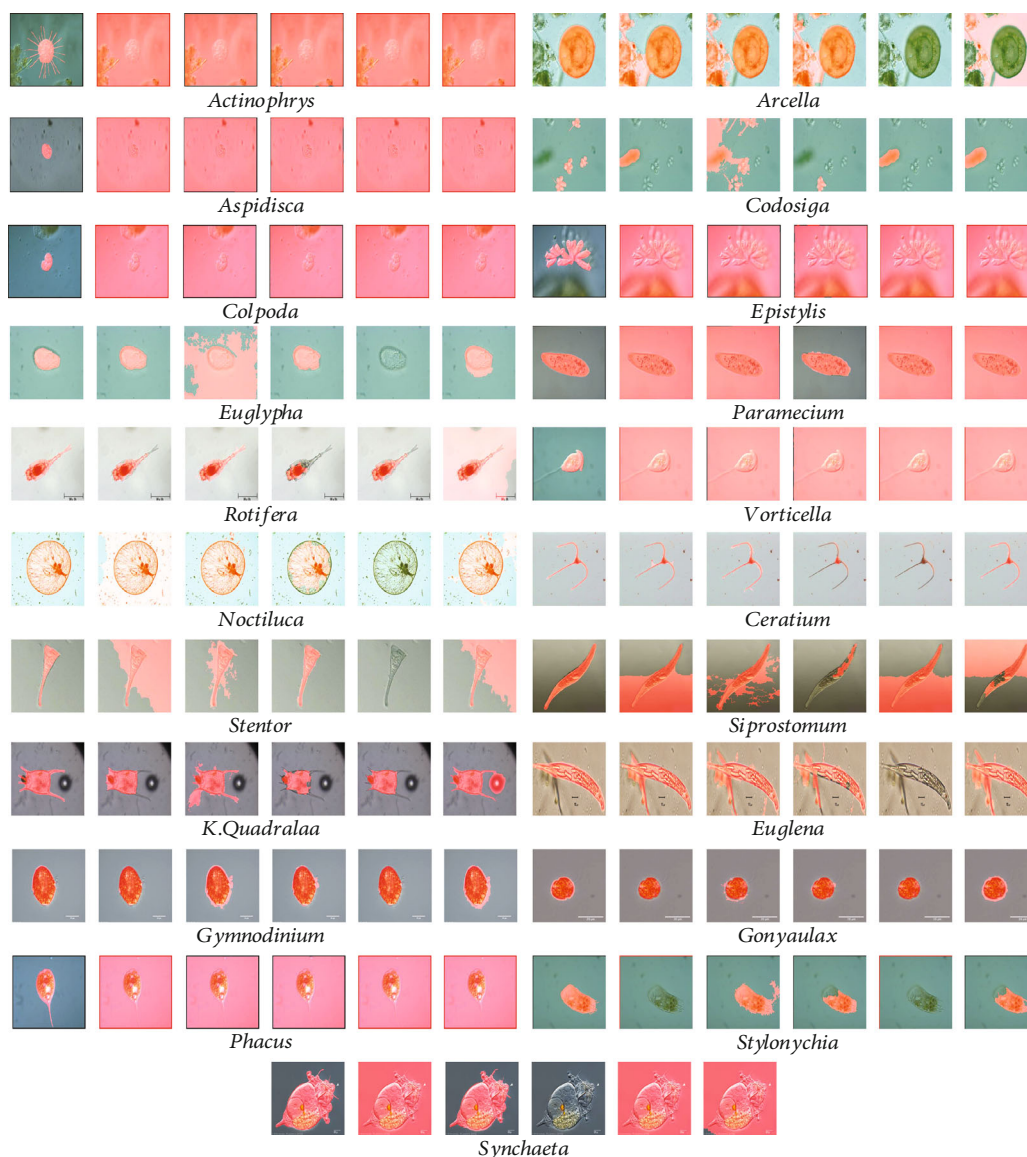 Actinophrys
Arcella
Aspidisca
Codosiga
Colpoda
Epistylis
Euglypha
Paramecium
Rotifera
Vorticella
Noctiluca
Ceratium
Stentor
Siprostomum
K.Quadralaa
Euglena
Gymnodinium
Gonyaulax
Phacus
Stylonychia
Synchaeta